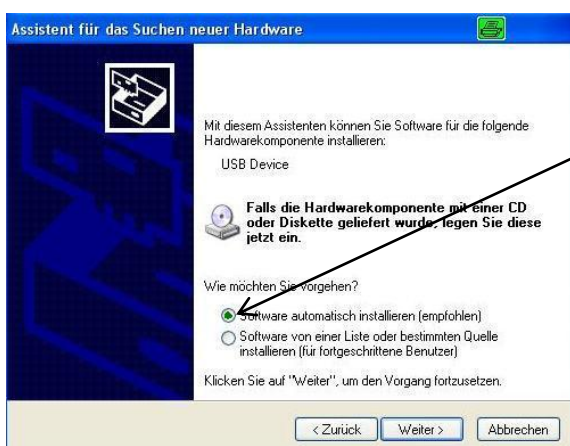 Assistent für das Suchen neuer Hardware
Mit diesem Assistenten können Sie Software für die folgende
Hardwarekomponente installieren:
USB Device
Falls die Hardwarekomponente mit einer CD
oder Diskette geliefert wurde, legen Sie diese
jetzt ein.
Wie möchten Sie vorgehen?
Software automatisch installieren (empfohlen)
Software von einer Liste oder bestimmten Quelle
installieren (für fortgeschrittene Benutzer)
Klicken Sie auf "Weiter", um den Vorgang fortzusetzen.
< Zurück Weiter > Abbrechen